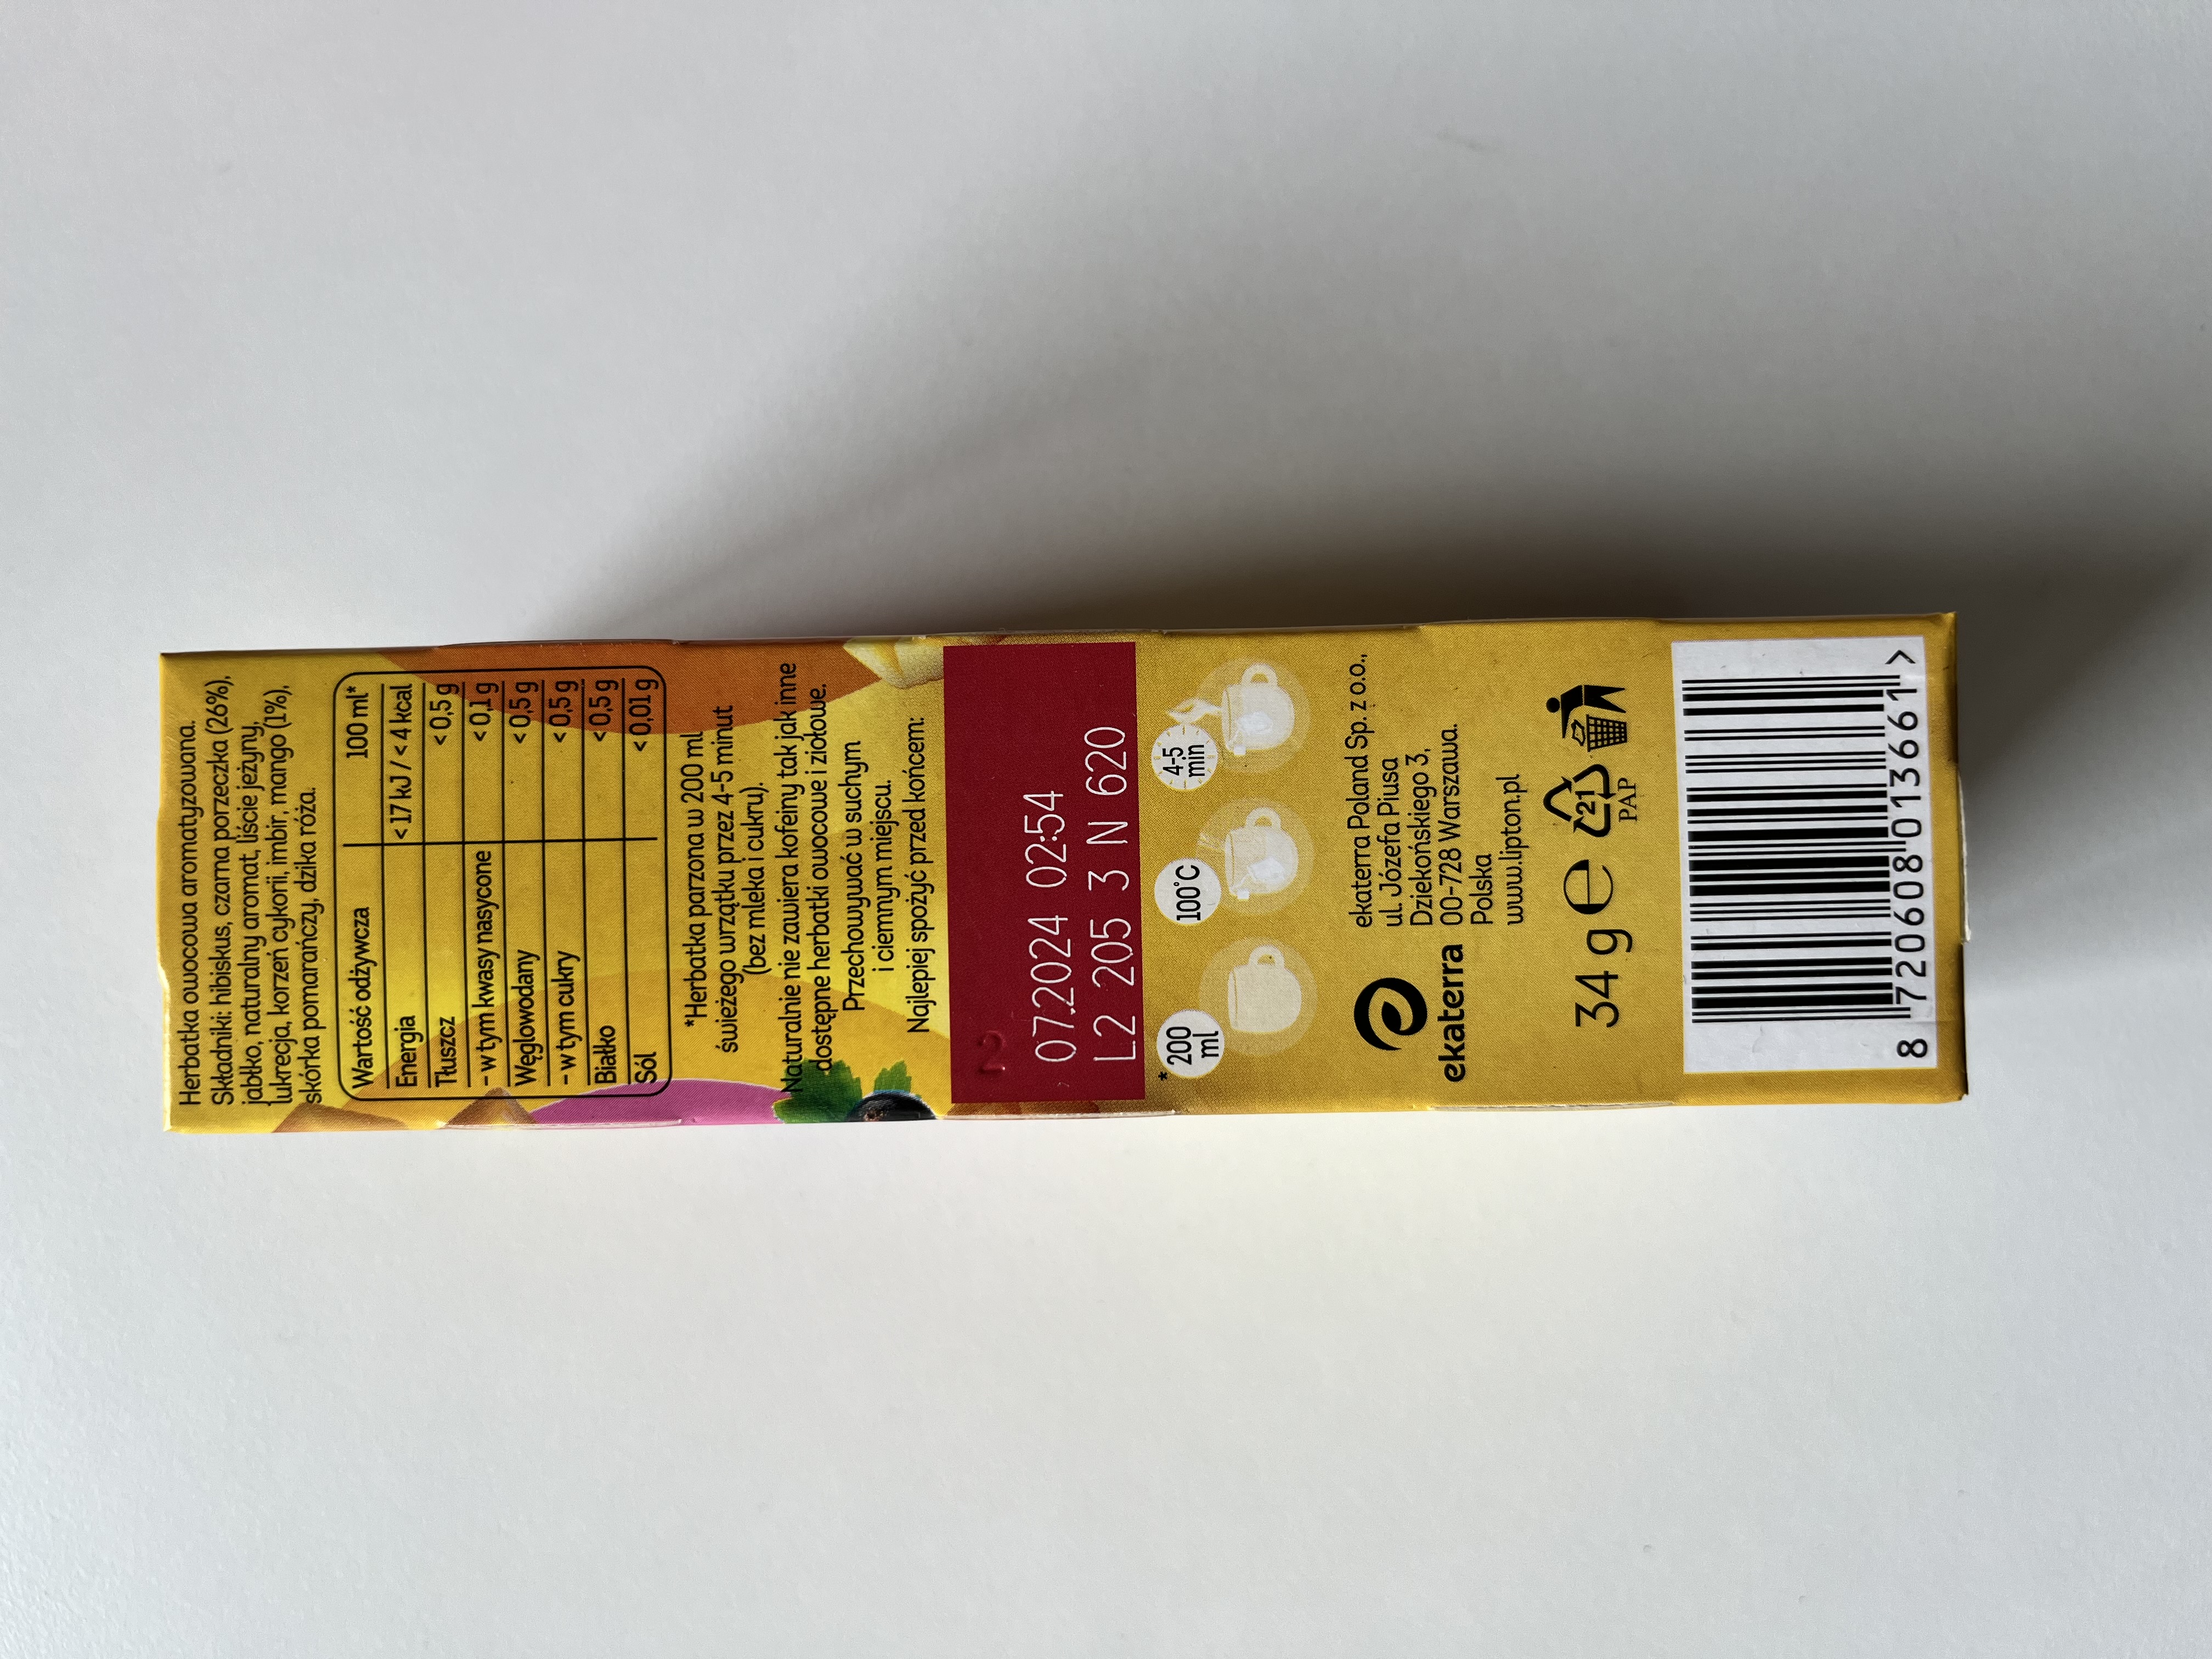 Herbatka owocowa aromatyzowana.
Składniki: hibiskus, czarna porzeczka (26%),
jabłko, naturalny aromat, liście jeżyny,
lukrecja, korzeń cykorii, imbir, mango (1%),
skórka pomarańczy, dzika róża.
Wartość odżywcza 100 ml*
Energia < 17 kJ / < 4 kcal
Tłuszcz < 0,5 g
- w tym kwasy nasycone < 0,1 g
Węglowodany < 0,5 g
- w tym cukry < 0,5 g
Białko < 0,5 g
Sól < 0,01 g
*Herbatka parzona w 200 ml
świeżego wrzątku przez 4-5 minut
(bez mleka i cukru).
Naturalnie nie zawiera kofeiny tak jak inne
dostępne herbatki owocowe i ziołowe.
Przechowywać w suchym
i ciemnym miejscu.
Najlepiej spożyć przed końcem:
2
07.2024 02:54
L2 205 3 N 620
* 200 ml
100°C
4-5 min
ekaterra
ekaterra Poland Sp. z o.o.,
ul. Józefa Piusa
Dziekońskiego 3,
00-728 Warszawa.
Polska
www.lipton.pl
34 g e
21
PAP
8 720608 013661 >